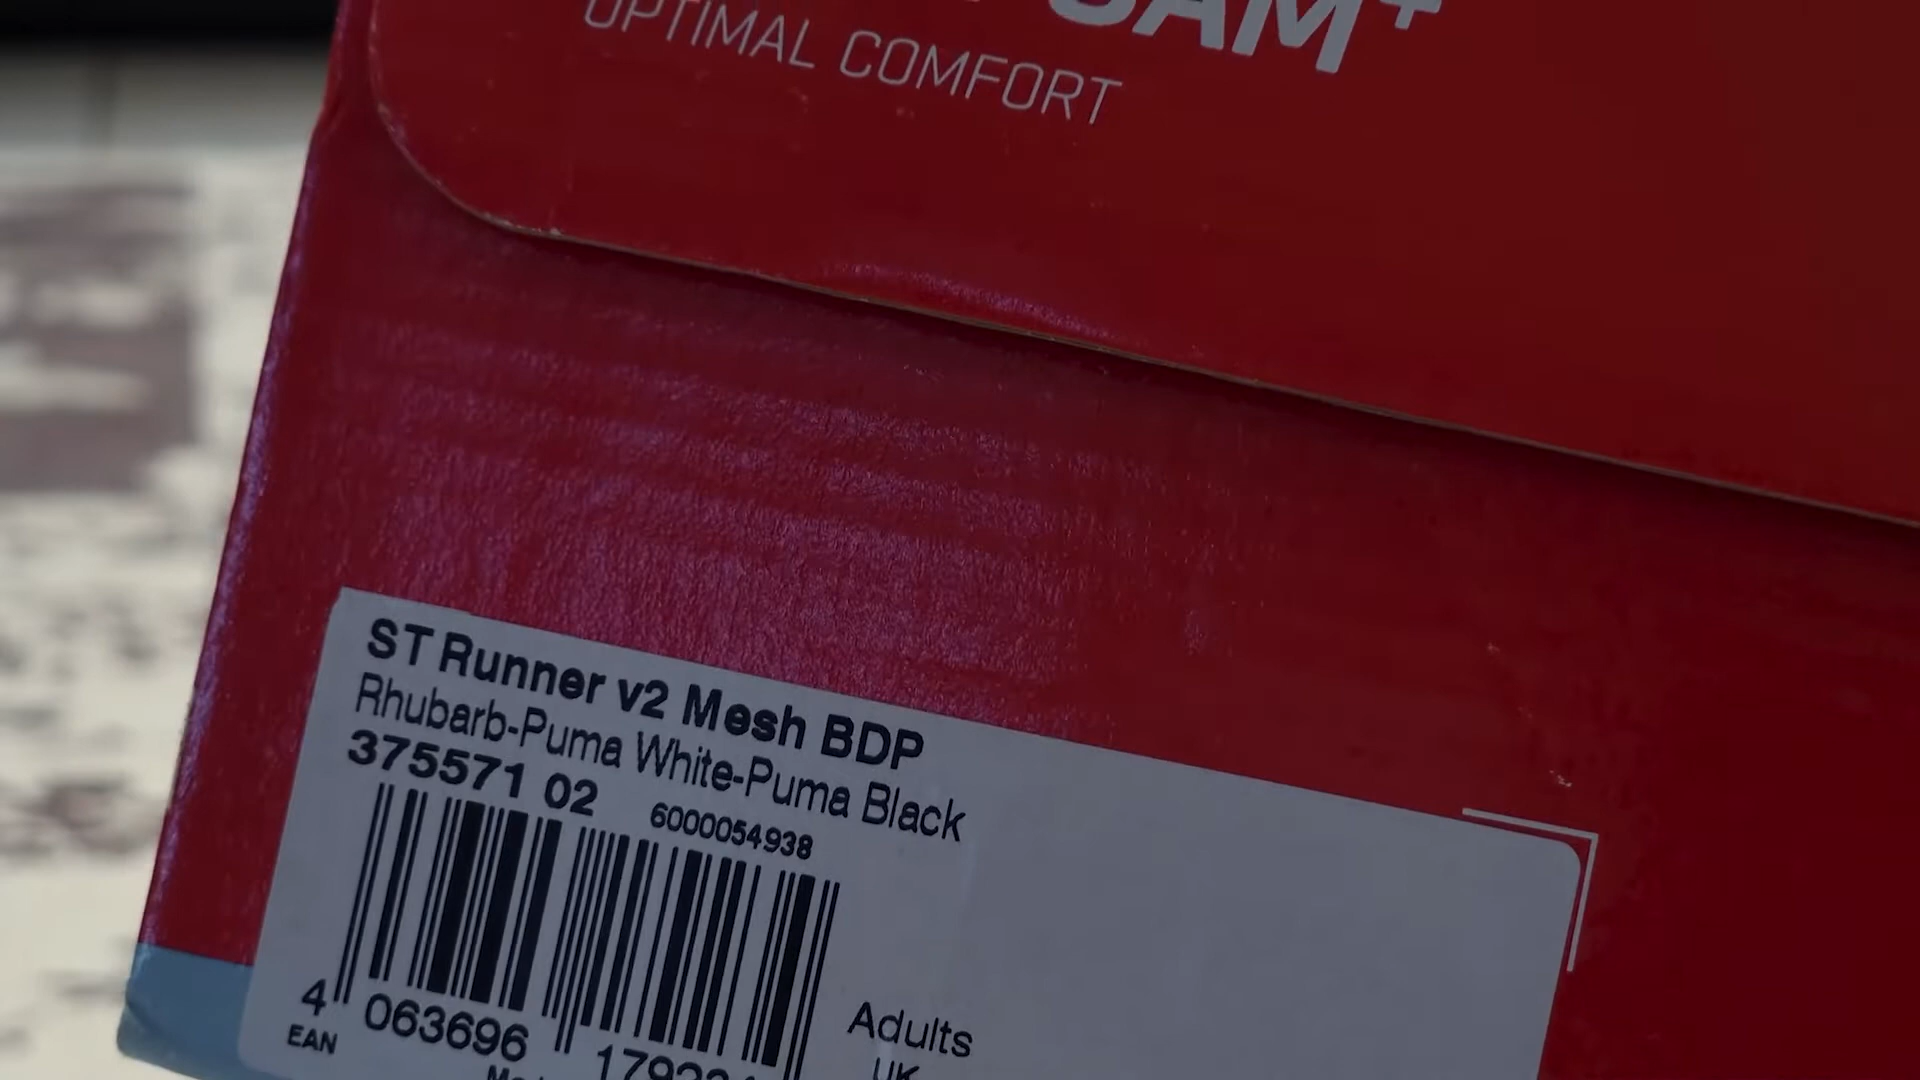 OPTIMAL COMFORT
ST Runner v2 Mesh BDP
Rhubarb-Puma White-Puma Black
375571 02
6000054938
4 063696
EAN
Adults
UK